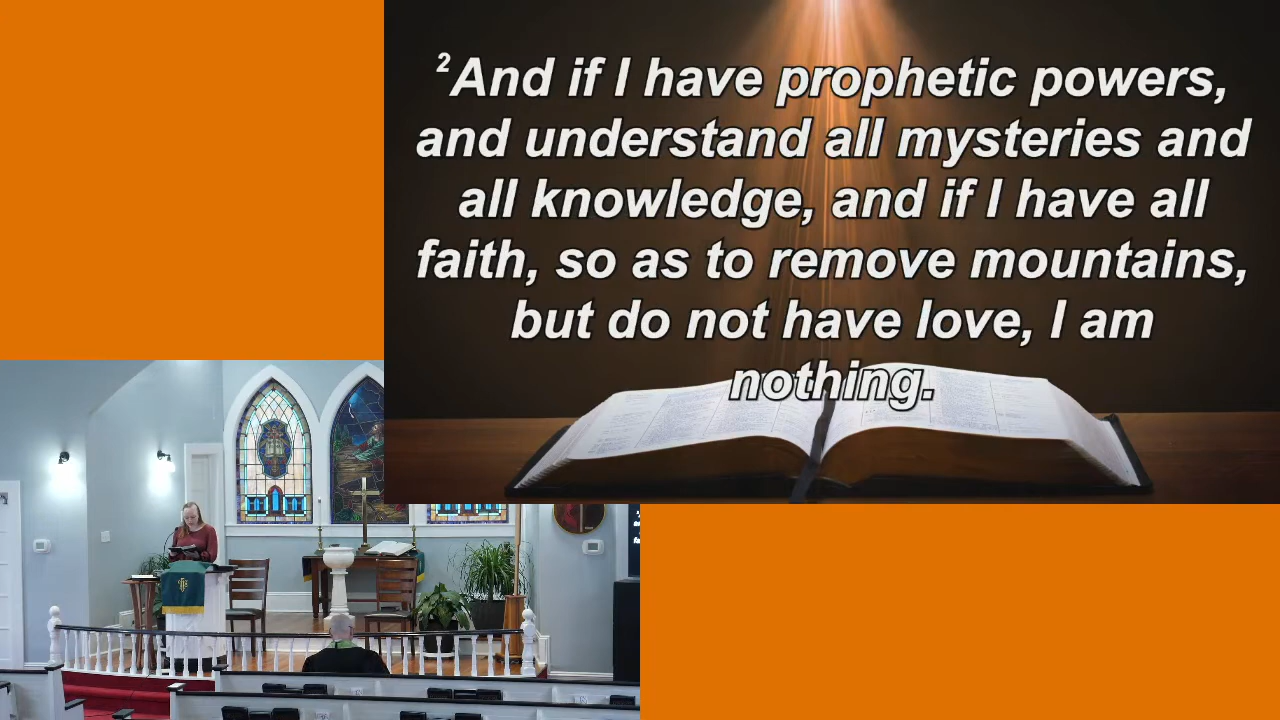 ²And if I have prophetic powers,
and understand all mysteries and
all knowledge, and if I have all
faith, so as to remove mountains,
but do not have love, I am
nothing.